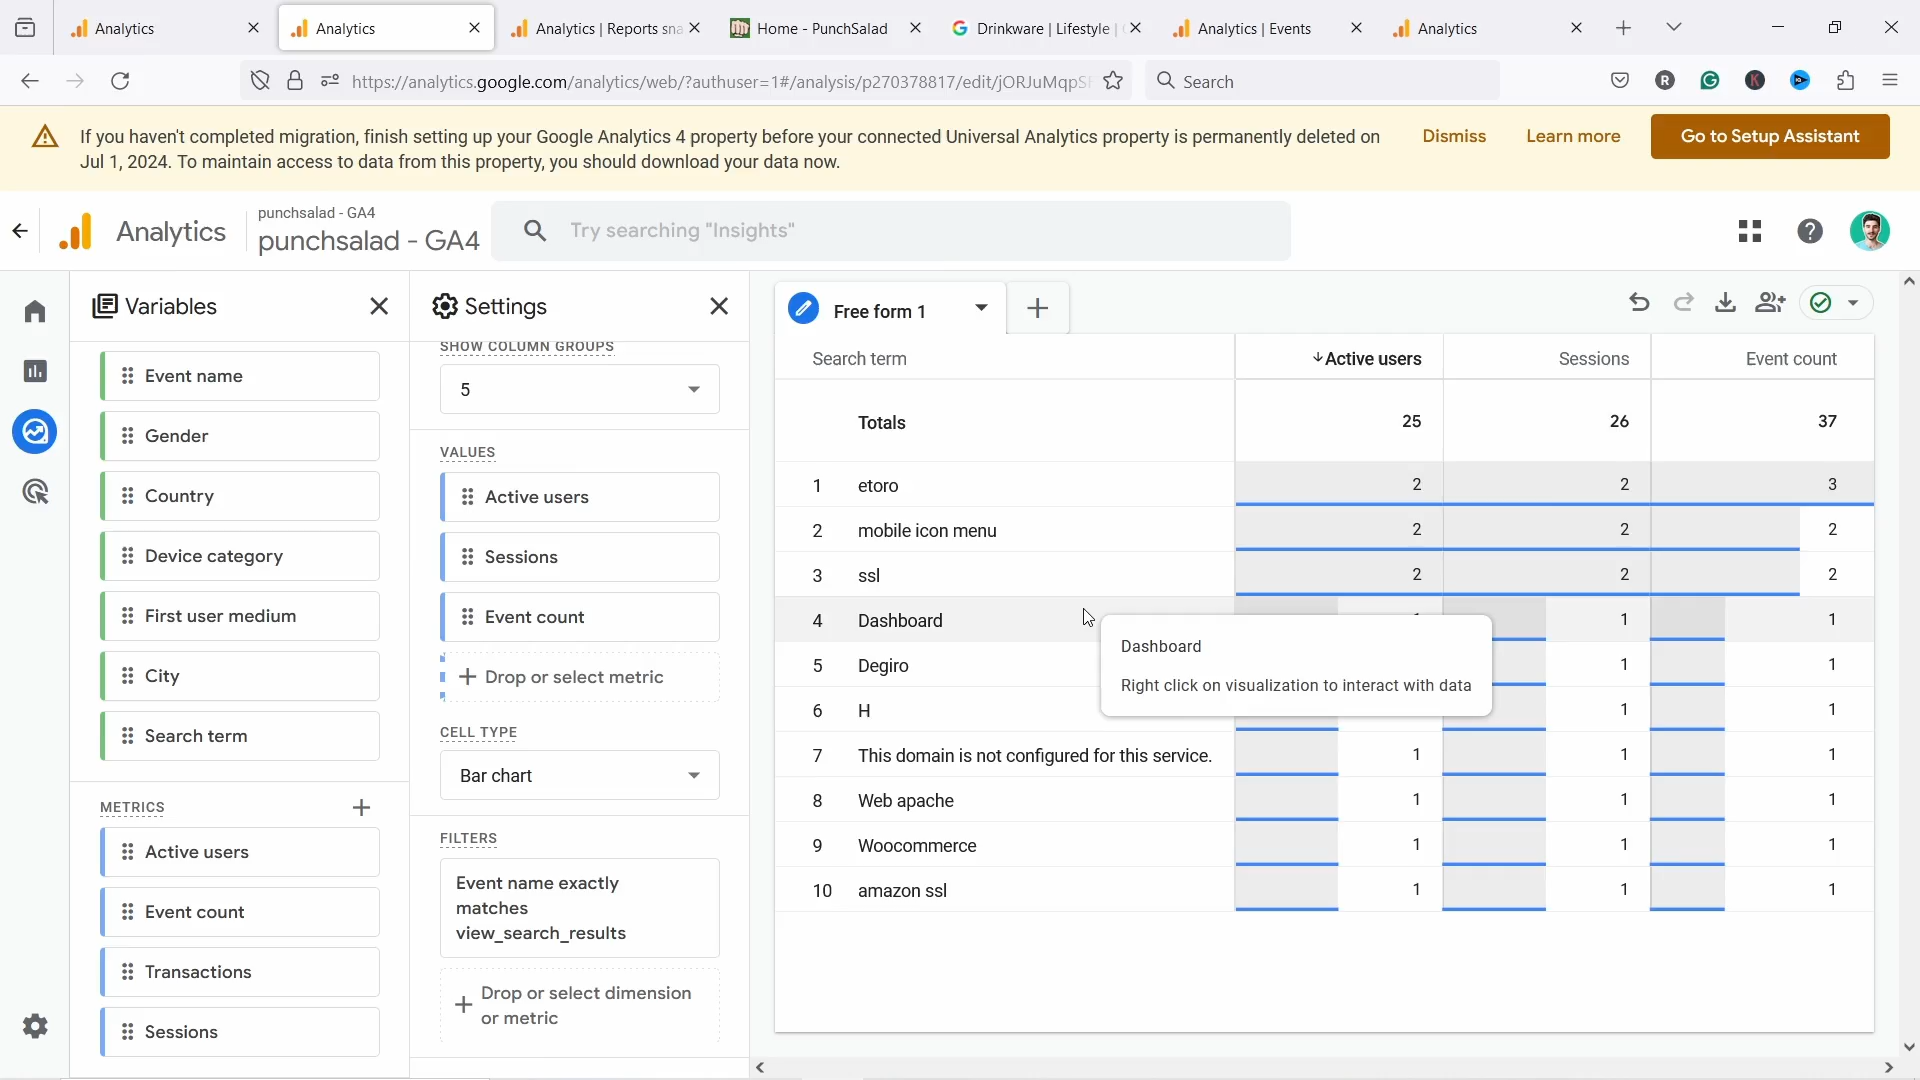 Analytics
Analytics
Analytics | Reports sna
Home - PunchSalad
Drinkware | Lifestyle |
Analytics | Events
Analytics
https://analytics.google.com/analytics/web/?authuser=1#/analysis/p270378817/edit/jORJuMqpS
Search
R
K
If you haven't completed migration, finish setting up your Google Analytics 4 property before your connected Universal Analytics property is permanently deleted on
Jul 1, 2024. To maintain access to data from this property, you should download your data now.
Dismiss
Learn more
Go to Setup Assistant
Analytics
punchsalad - GA4
punchsalad - GA4
Try searching "Insights"
Variables
Event name
Gender
Country
Device category
First user medium
City
Search term
METRICS
Active users
Event count
Transactions
Sessions
Settings
SHOW COLUMN GROUPS
5
VALUES
Active users
Sessions
Event count
Drop or select metric
CELL TYPE
Bar chart
FILTERS
Event name exactly
matches
view_search_results
Drop or select dimension
or metric
Free form 1
Search term Active users Sessions Event count
Totals 25 26 37
1 etoro 2 2 3
2 mobile icon menu 2 2 2
3 ssl 2 2 2
4 Dashboard 1 1
5 Degiro 1 1
6 H 1 1
7 This domain is not configured for this service. 1 1 1
8 Web apache 1 1 1
9 Woocommerce 1 1 1
10 amazon ssl 1 1 1
Dashboard
Right click on visualization to interact with data